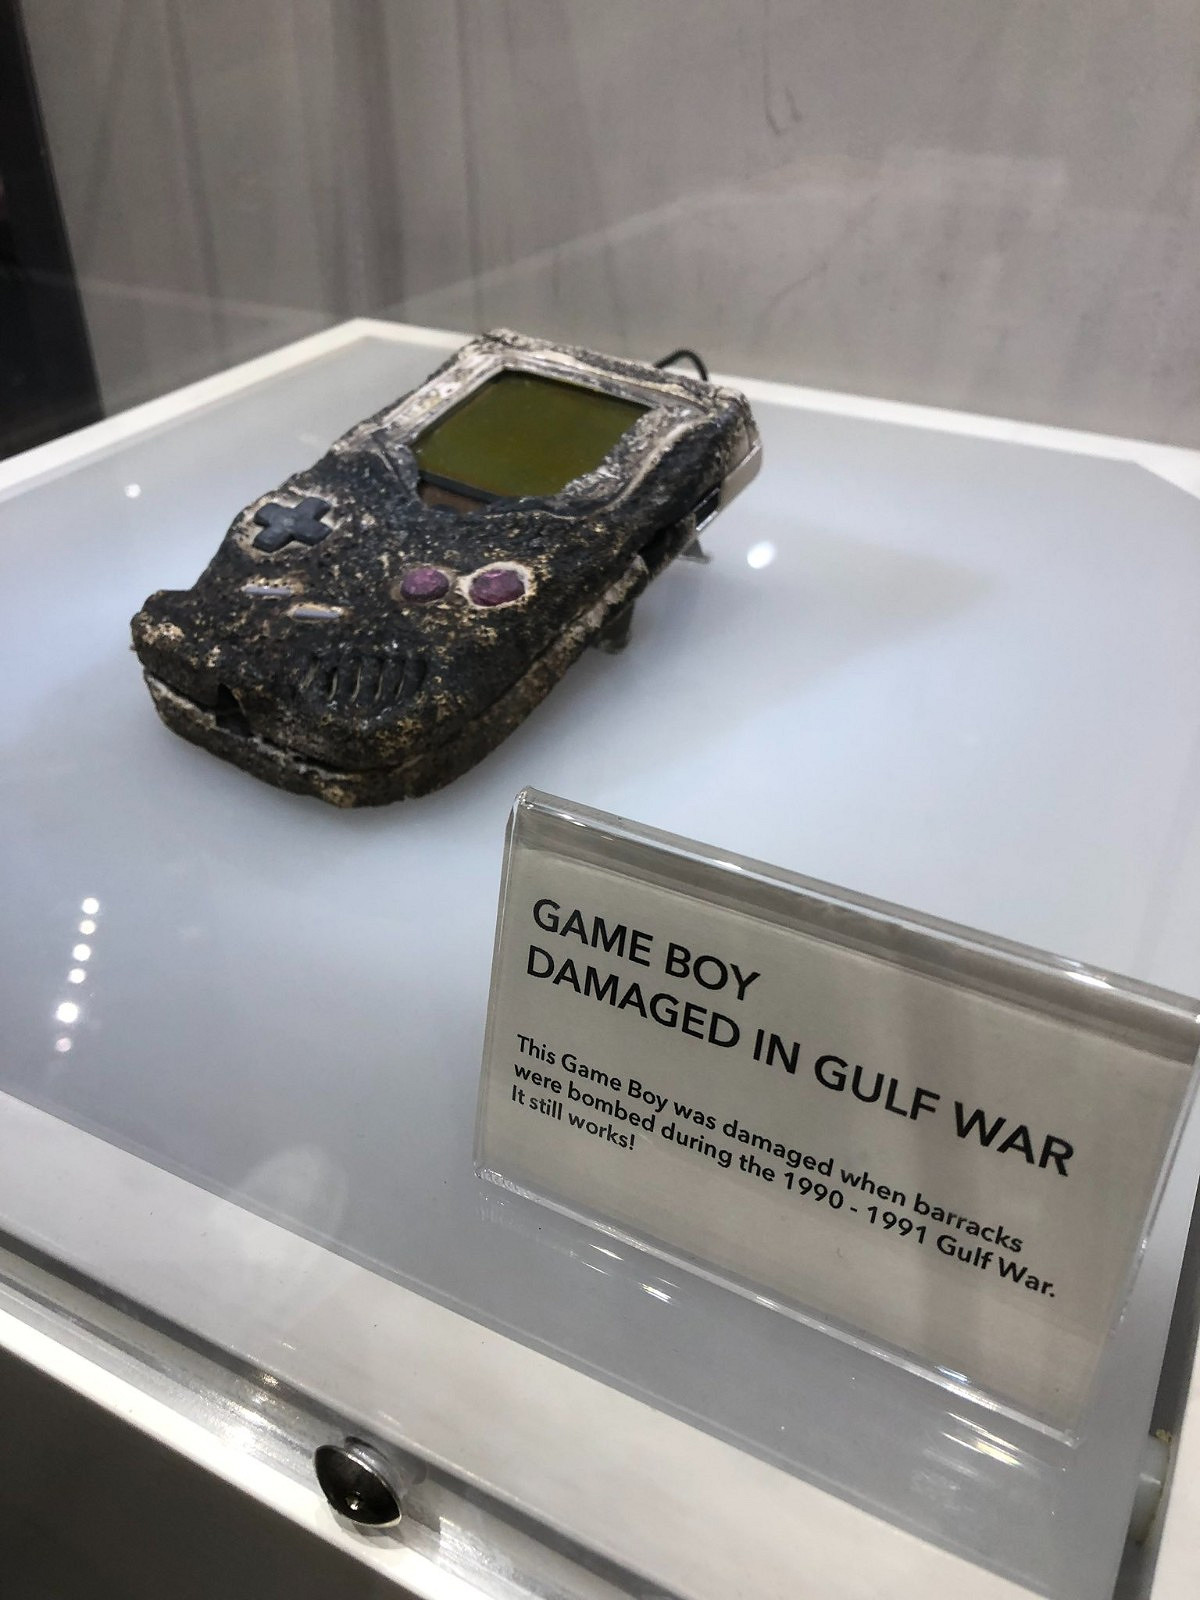 GAME BOY
DAMAGED IN GULF WAR
This Game Boy was damaged when barracks
were bombed during the 1990 - 1991 Gulf War.
It still works!